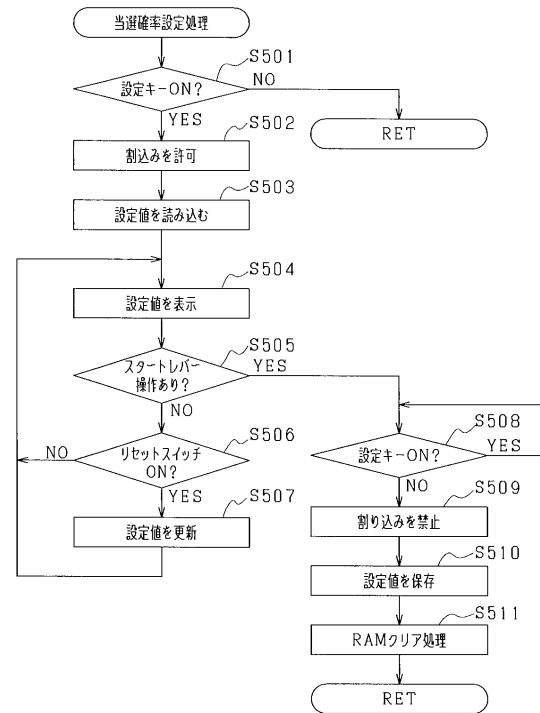 当選確率設定処理
S501
設定キーON?
NO
YES
RET
S502
割込みを許可
S503
設定値を読み込む
S504
設定値を表示
S505
スタートレバー
操作あり?
YES
NO
S506
リセットスイッチ
ON?
NO
YES
S507
設定値を更新
S508
設定キーON?
YES
NO
S509
割り込みを禁止
S510
設定値を保存
S511
RAMクリア処理
RET